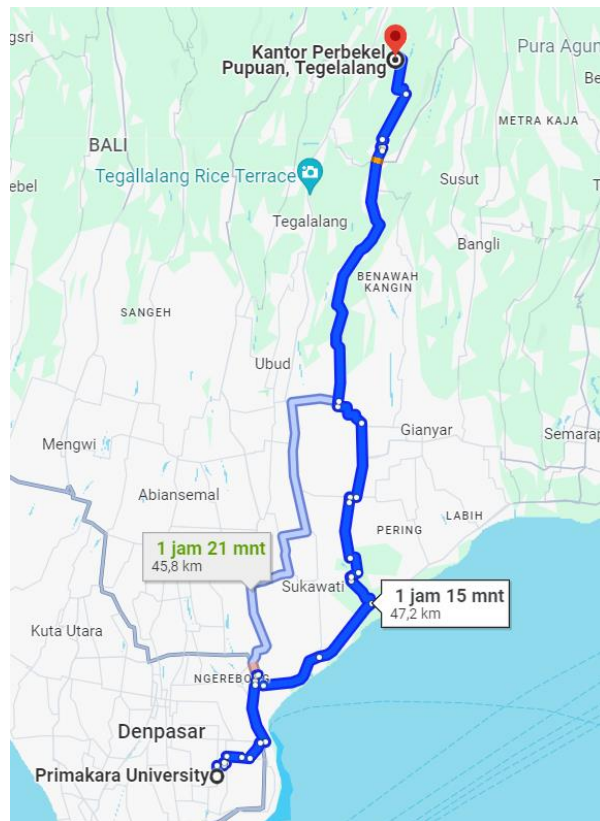 gsri
Kantor Perbekel
Pupuan, Tegelalang
Pura Agun
METRA KAJA
BALI
Tegallalang Rice Terrace
ebel
Susut
Tegalalang
Bangli
BENAWAH
KANGIN
SANGEH
Ubud
Gianyar
Mengwi
Semarap
Abiansemal
LABIH
PERING
1 jam 21 mnt
45,8 km
Sukawati
1 jam 15 mnt
47,2 km
Kuta Utara
NGEREBONG
Denpasar
Primakara University